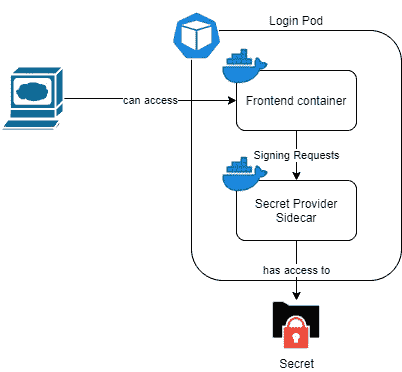 Login Pod
Frontend container
can access
Signing Requests
Secret Provider
Sidecar
has access to
Secret